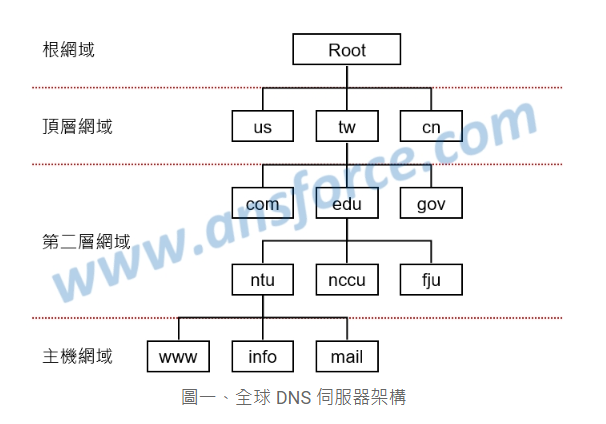 根網域
Root
頂層網域
us
tw
cn
com
edu
gov
第二層網域
ntu
nccu
fju
主機網域
www
info
mail
www.ansforce.com
圖一、全球 DNS 伺服器架構